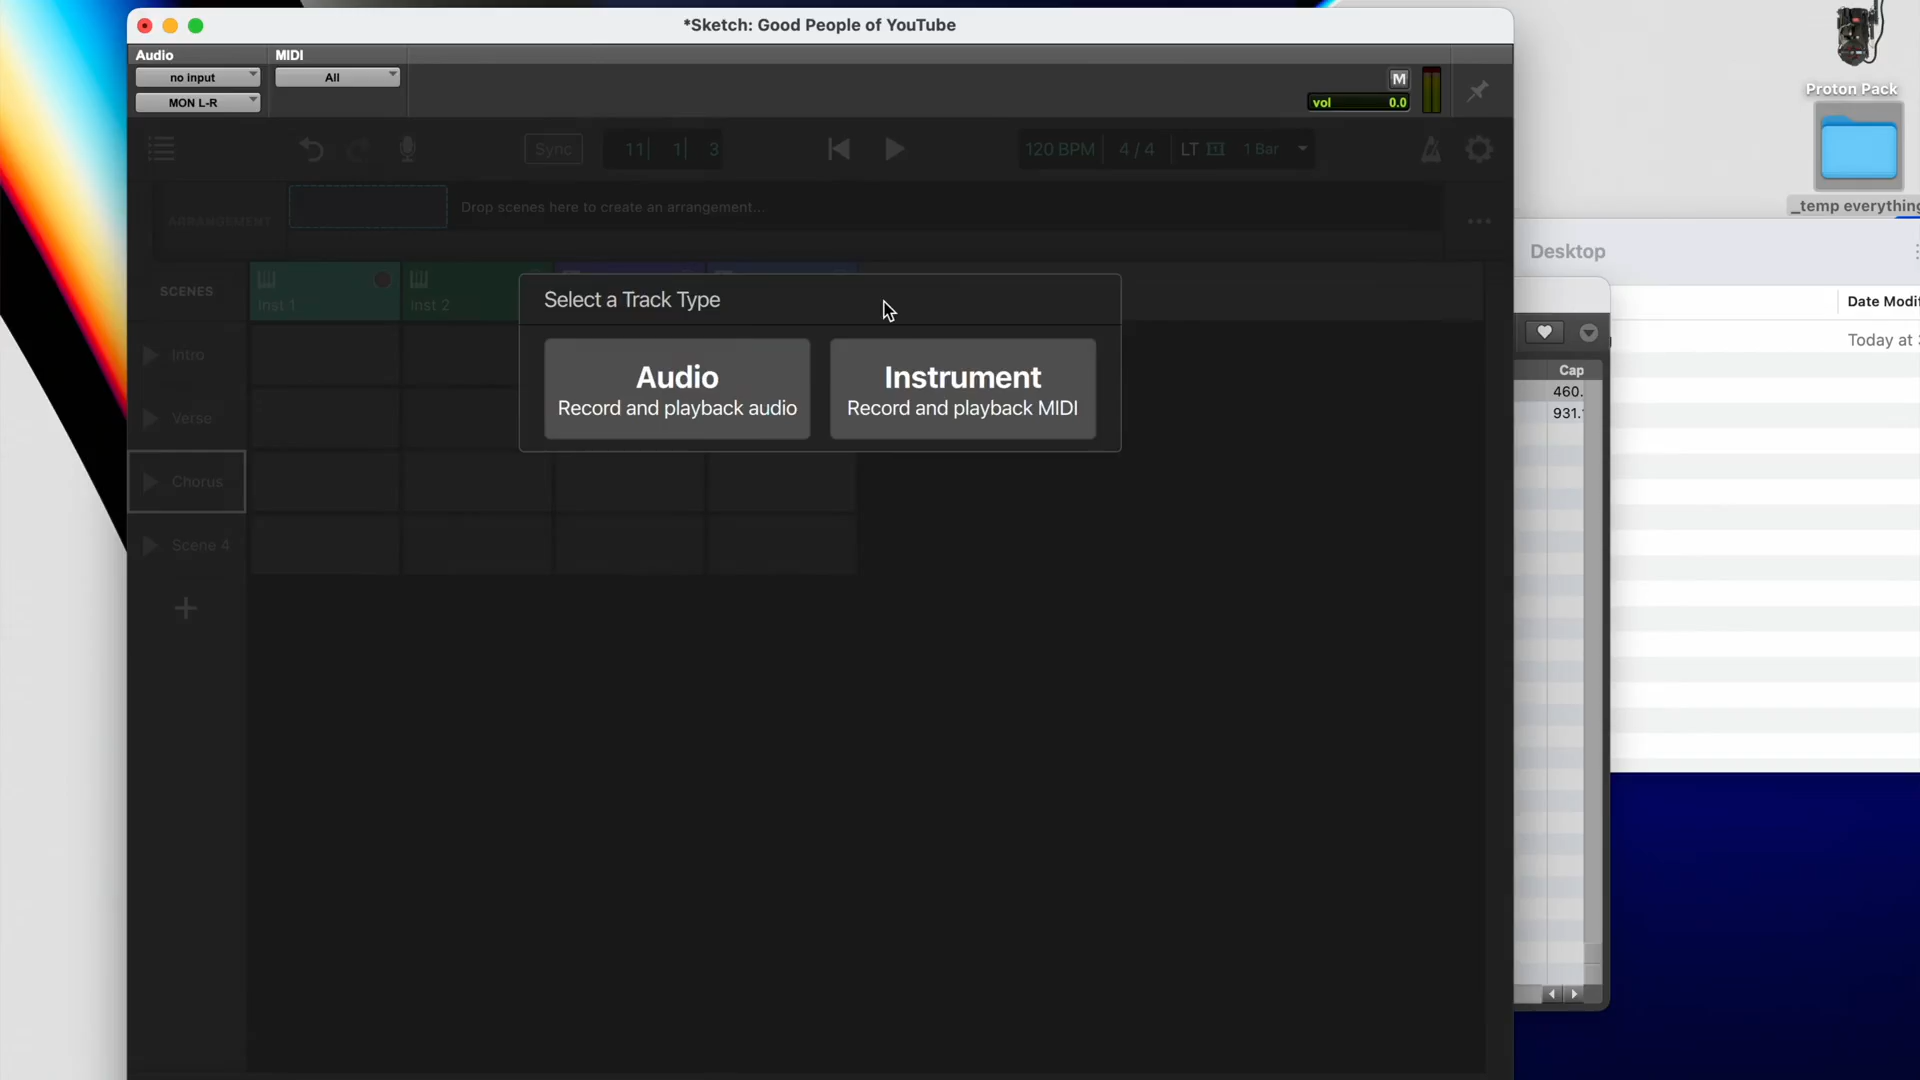 *Sketch: Good People of YouTube
Audio
MIDI
no input
All
MON L-R
M
vol 0.0
Sync
11| 1| 3
120 BPM
4 / 4
LT
1 Bar
ARRANGEMENT
Drop scenes here to create an arrangement...
SCENES
Inst 1
Inst 2
Select a Track Type
Audio
Record and playback audio
Instrument
Record and playback MIDI
Intro
Verse
Chorus
Scene 4
Proton Pack
_temp everything
Desktop
Date Modif
Today at
Cap
460.
931.